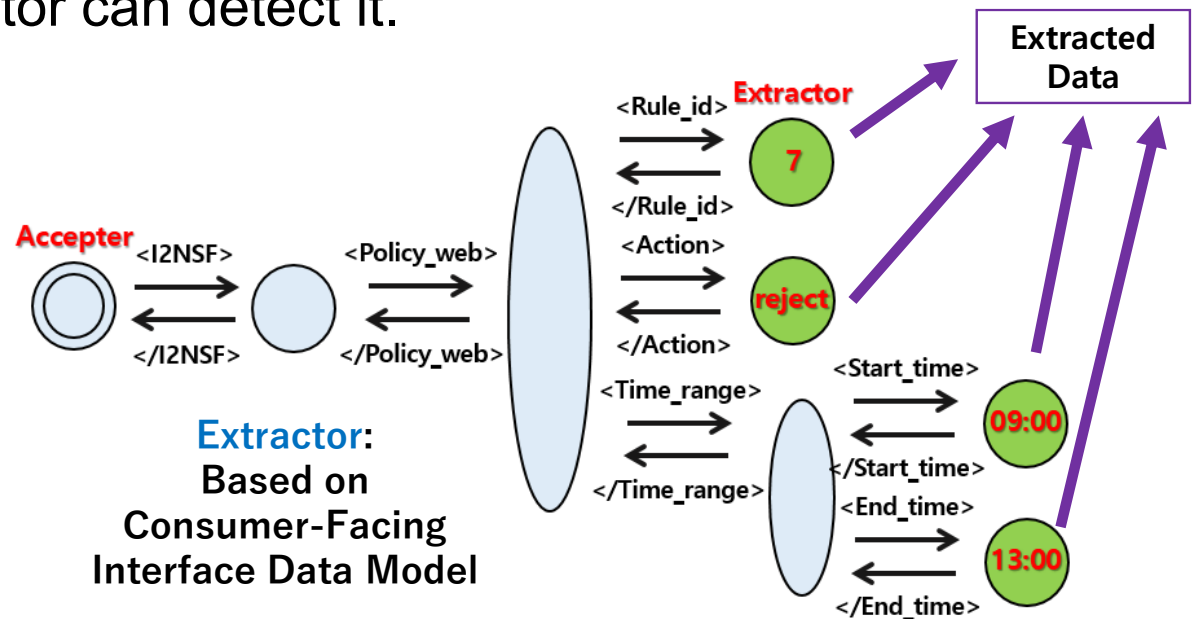 tor can detect it.
Extracted
Data
<Rule_id>
Extractor
7
</Rule_id>
Accepter
<I2NSF>
</I2NSF>
<Policy_web>
</Policy_web>
<Action>
reject
</Action>
<Time_range>
</Time_range>
<Start_time>
09:00
</Start_time>
<End_time>
13:00
</End_time>
Extractor:
Based on
Consumer-Facing
Interface Data Model